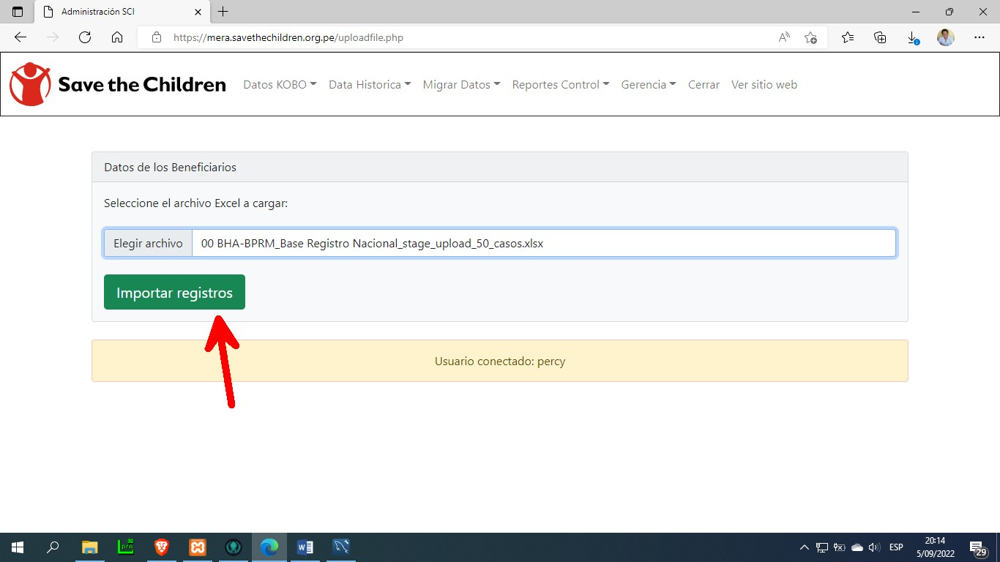 Administración SCI
https://mera.savethechildren.org.pe/uploadfile.php
Save the Children Datos KOBO Data Historica Migrar Datos Reportes Control Gerencia Cerrar Ver sitio web
Datos de los Beneficiarios
Seleccione el archivo Excel a cargar:
Elegir archivo 00 BHA-BPRM_Base Registro Nacional_stage_upload_50_casos.xlsx
Importar registros
Usuario conectado: percy
ESP 20:14
5/09/2022 29